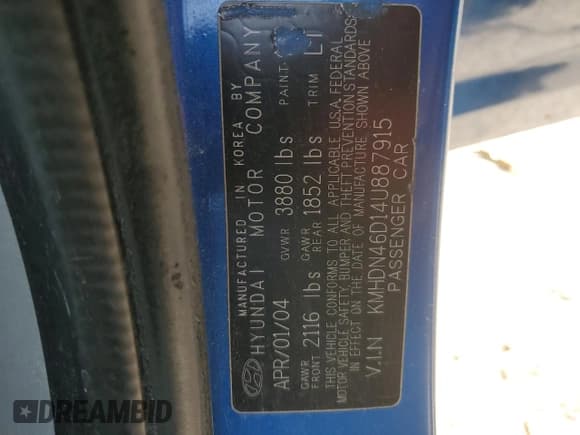 MANUFACTURED IN KOREA BY
HYUNDAI MOTOR COMPANY
APR/01/04 GVWR 3880 lbs PAINT:
GAWR FRONT 2116 lbs GAWR REAR 1852 lbs TRIM LT
THIS VEHICLE CONFORMS TO ALL APPLICABLE U.S.A. FEDERAL
MOTOR VEHICLE SAFETY, BUMPER AND THEFT PREVENTION STANDARDS
IN EFFECT ON THE DATE OF MANUFACTURE SHOWN ABOVE
V.I.N KMHDN46D14U887915
PASSENGER CAR
DREAMBID